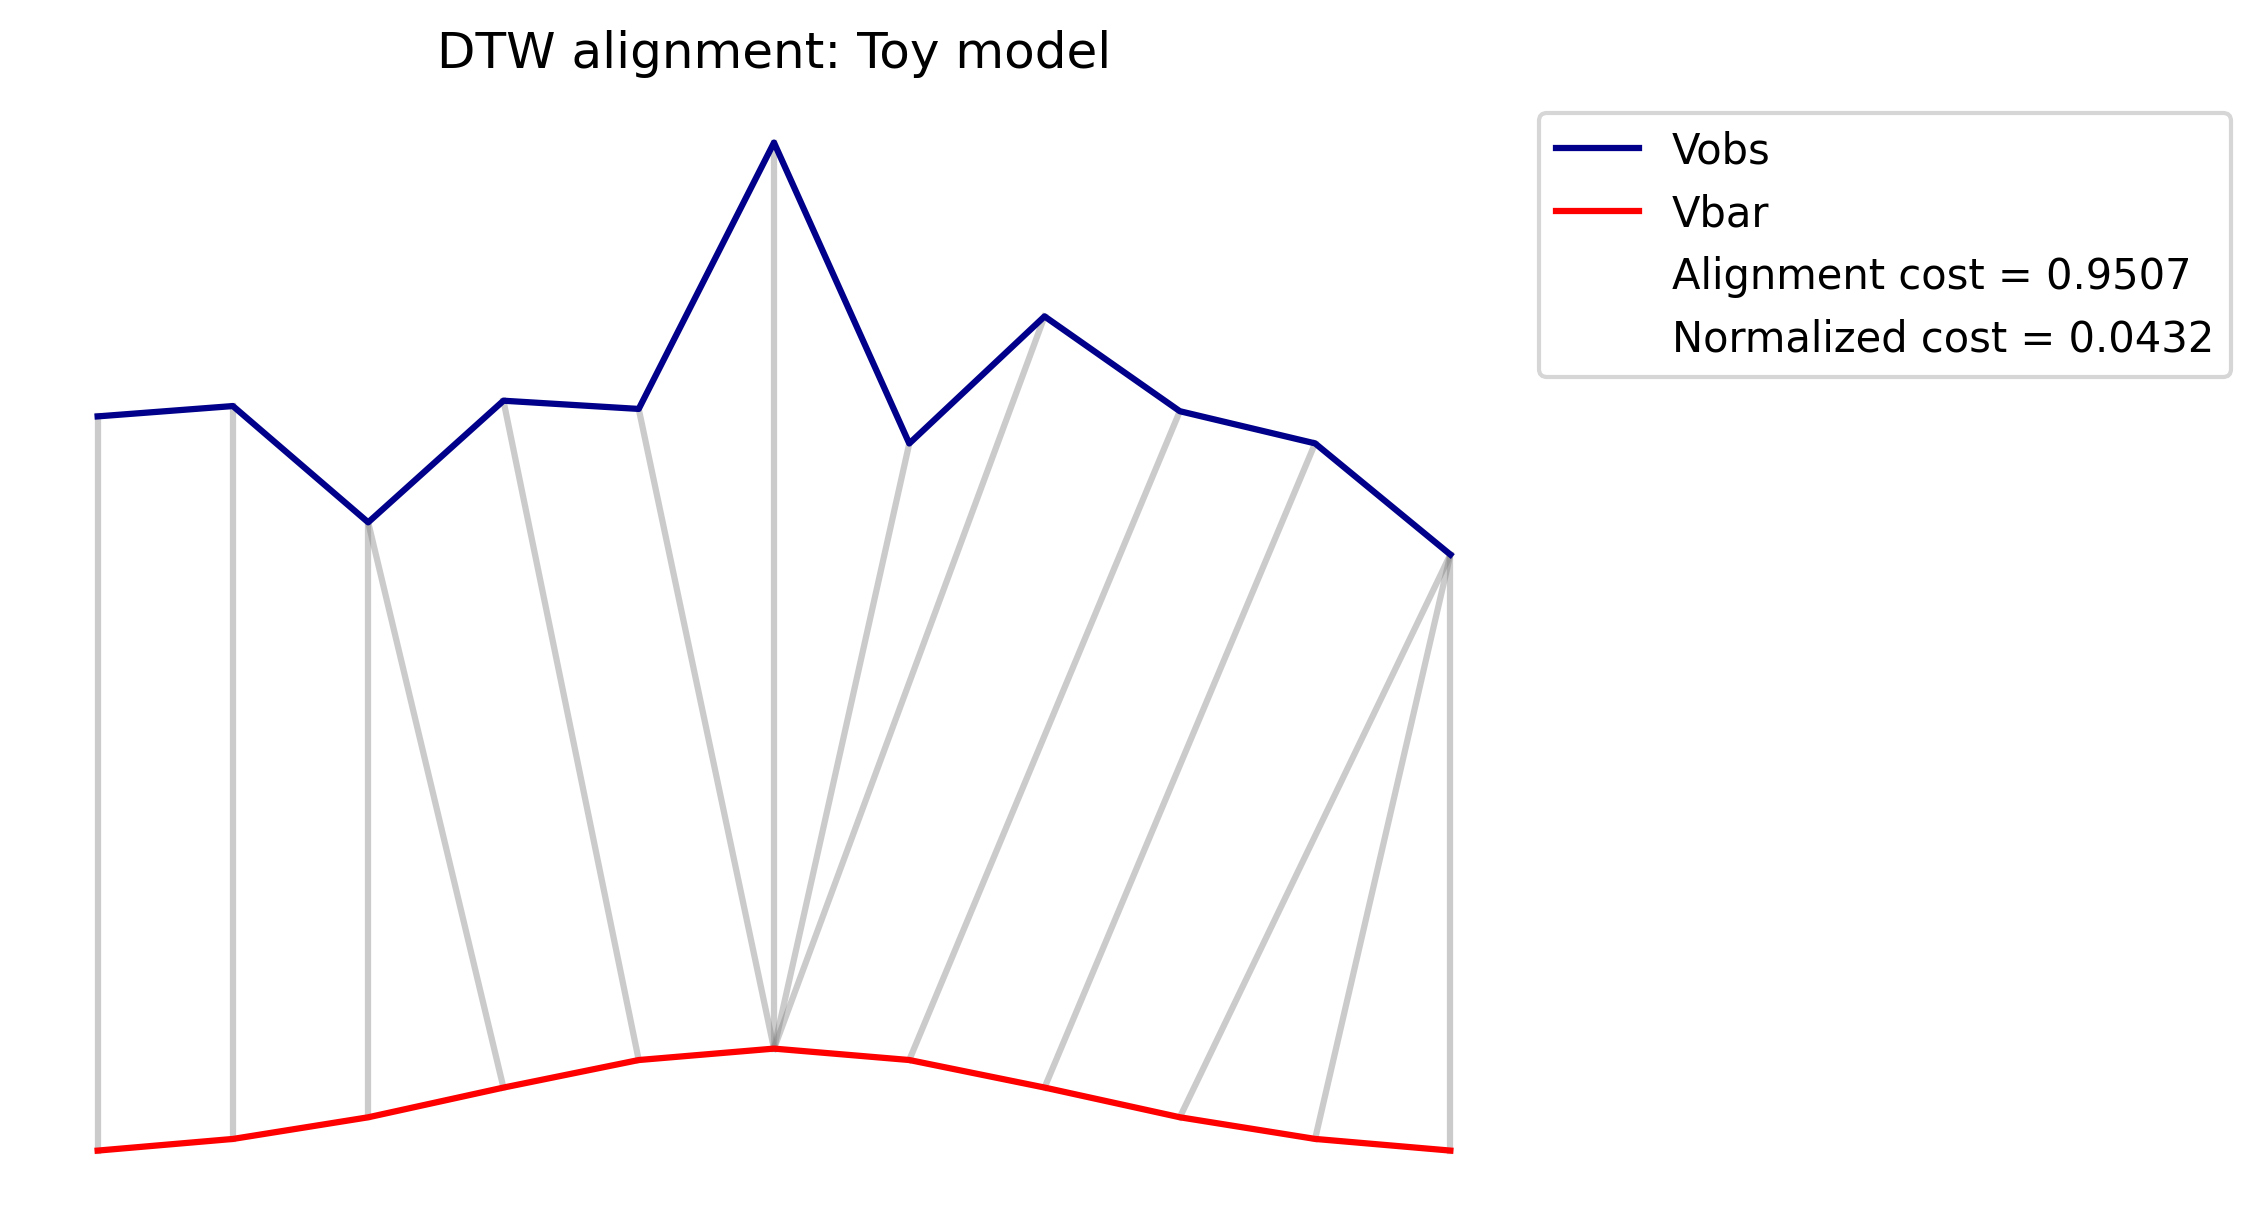 DTW alignment: Toy model
Vobs
Vbar
Alignment cost = 0.9507
Normalized cost = 0.0432